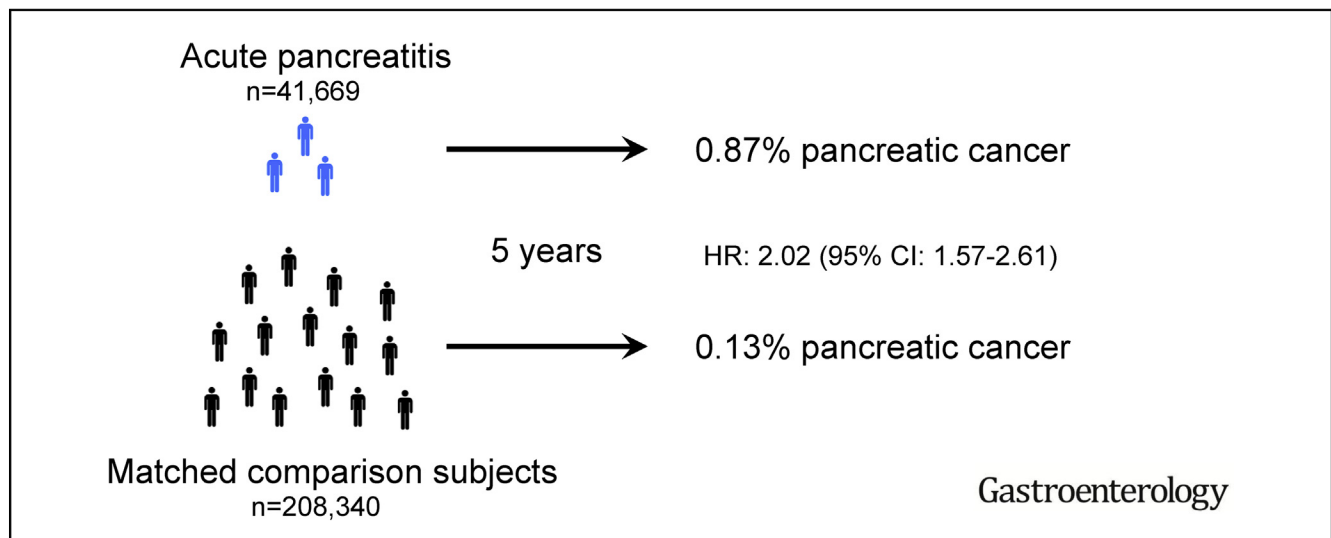 Acute pancreatitis
n=41,669
0.87% pancreatic cancer
5 years
HR: 2.02 (95% CI: 1.57-2.61)
0.13% pancreatic cancer
Matched comparison subjects
n=208,340
Gastroenterology